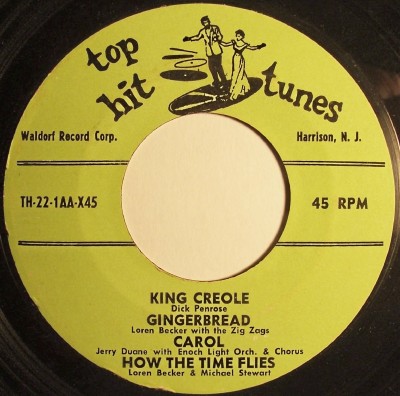 top
hit tunes
Waldorf Record Corp. Harrison, N. J.
TH-22-1AA-X45 45 RPM
KING CREOLE
Dick Penrose
GINGERBREAD
Loren Becker with the Zig Zags
CAROL
Jerry Duane with Enoch Light Orch. & Chorus
HOW THE TIME FLIES
Loren Becker & Michael Stewart